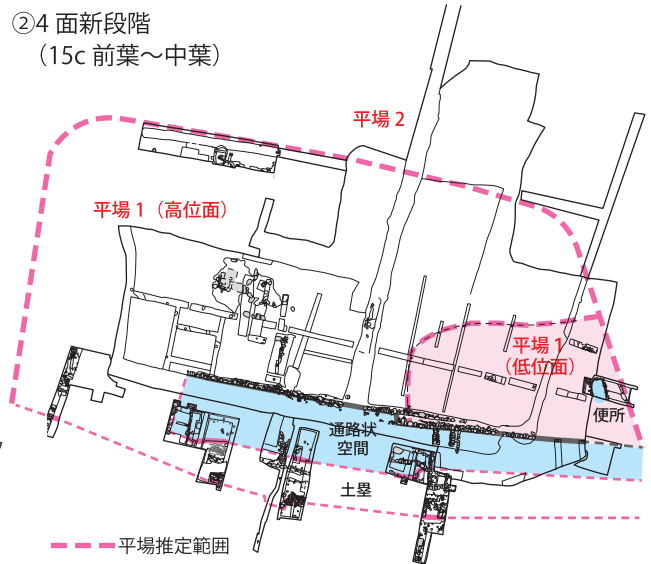 ②4 面新段階
（15c 前葉～中葉）
平場 2
平場 1（高位面）
平場 1
（低位面）
便所
通路状
空間
土塁
平場推定範囲